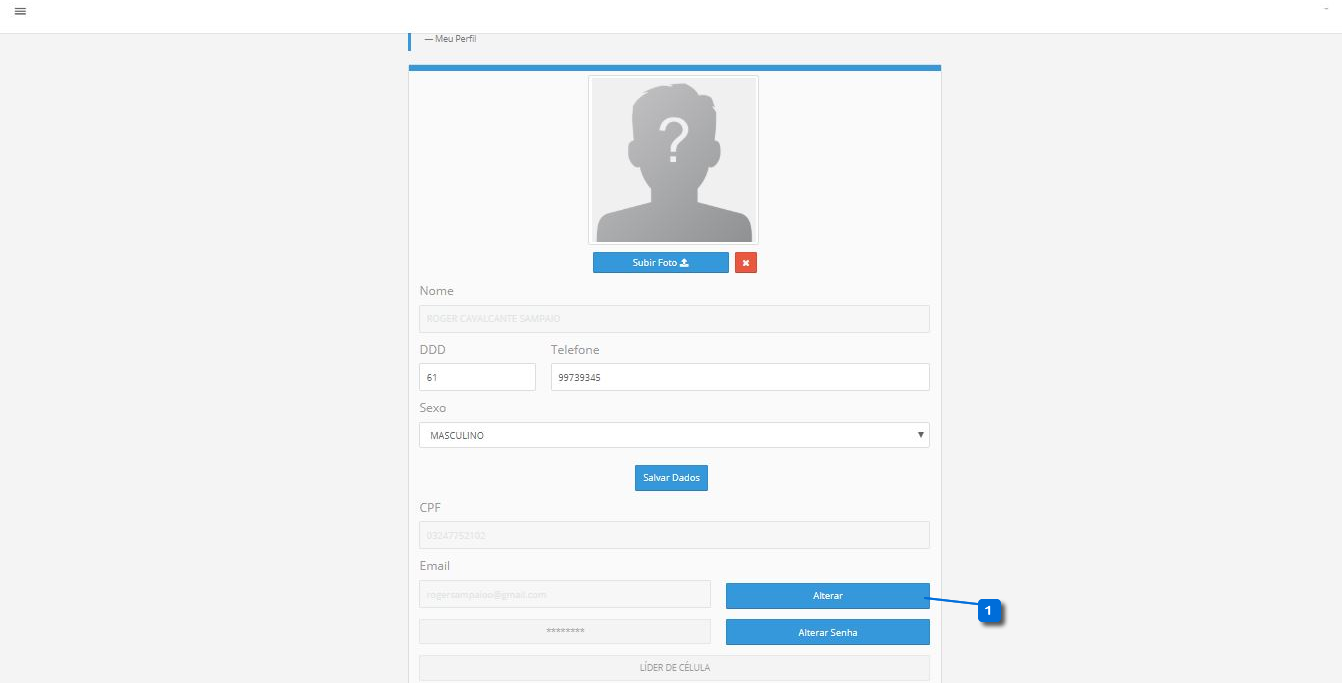 — Meu Perfil
?
Subir Foto
Nome
ROGER CAVALCANTE SAMPAIO
DDD Telefone
61 99739345
Sexo
MASCULINO
Salvar Dados
CPF
03247752102
Email
rogersampaioo@gmail.com Alterar
1
******** Alterar Senha
LÍDER DE CÉLULA